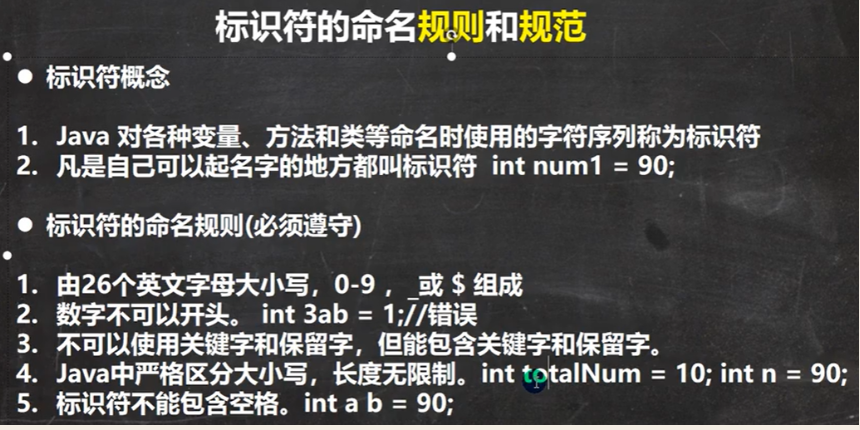 标识符的命名规则和规范
● 标识符概念
1. Java 对各种变量、方法和类等命名时使用的字符序列称为标识符
2. 凡是自己可以起名字的地方都叫标识符 int num1 = 90;
● 标识符的命名规则(必须遵守)
1. 由26个英文字母大小写，0-9 ，_或 $ 组成
2. 数字不可以开头。 int 3ab = 1;//错误
3. 不可以使用关键字和保留字，但能包含关键字和保留字。
4. Java中严格区分大小写，长度无限制。int totalNum = 10; int n = 90;
5. 标识符不能包含空格。int a b = 90;